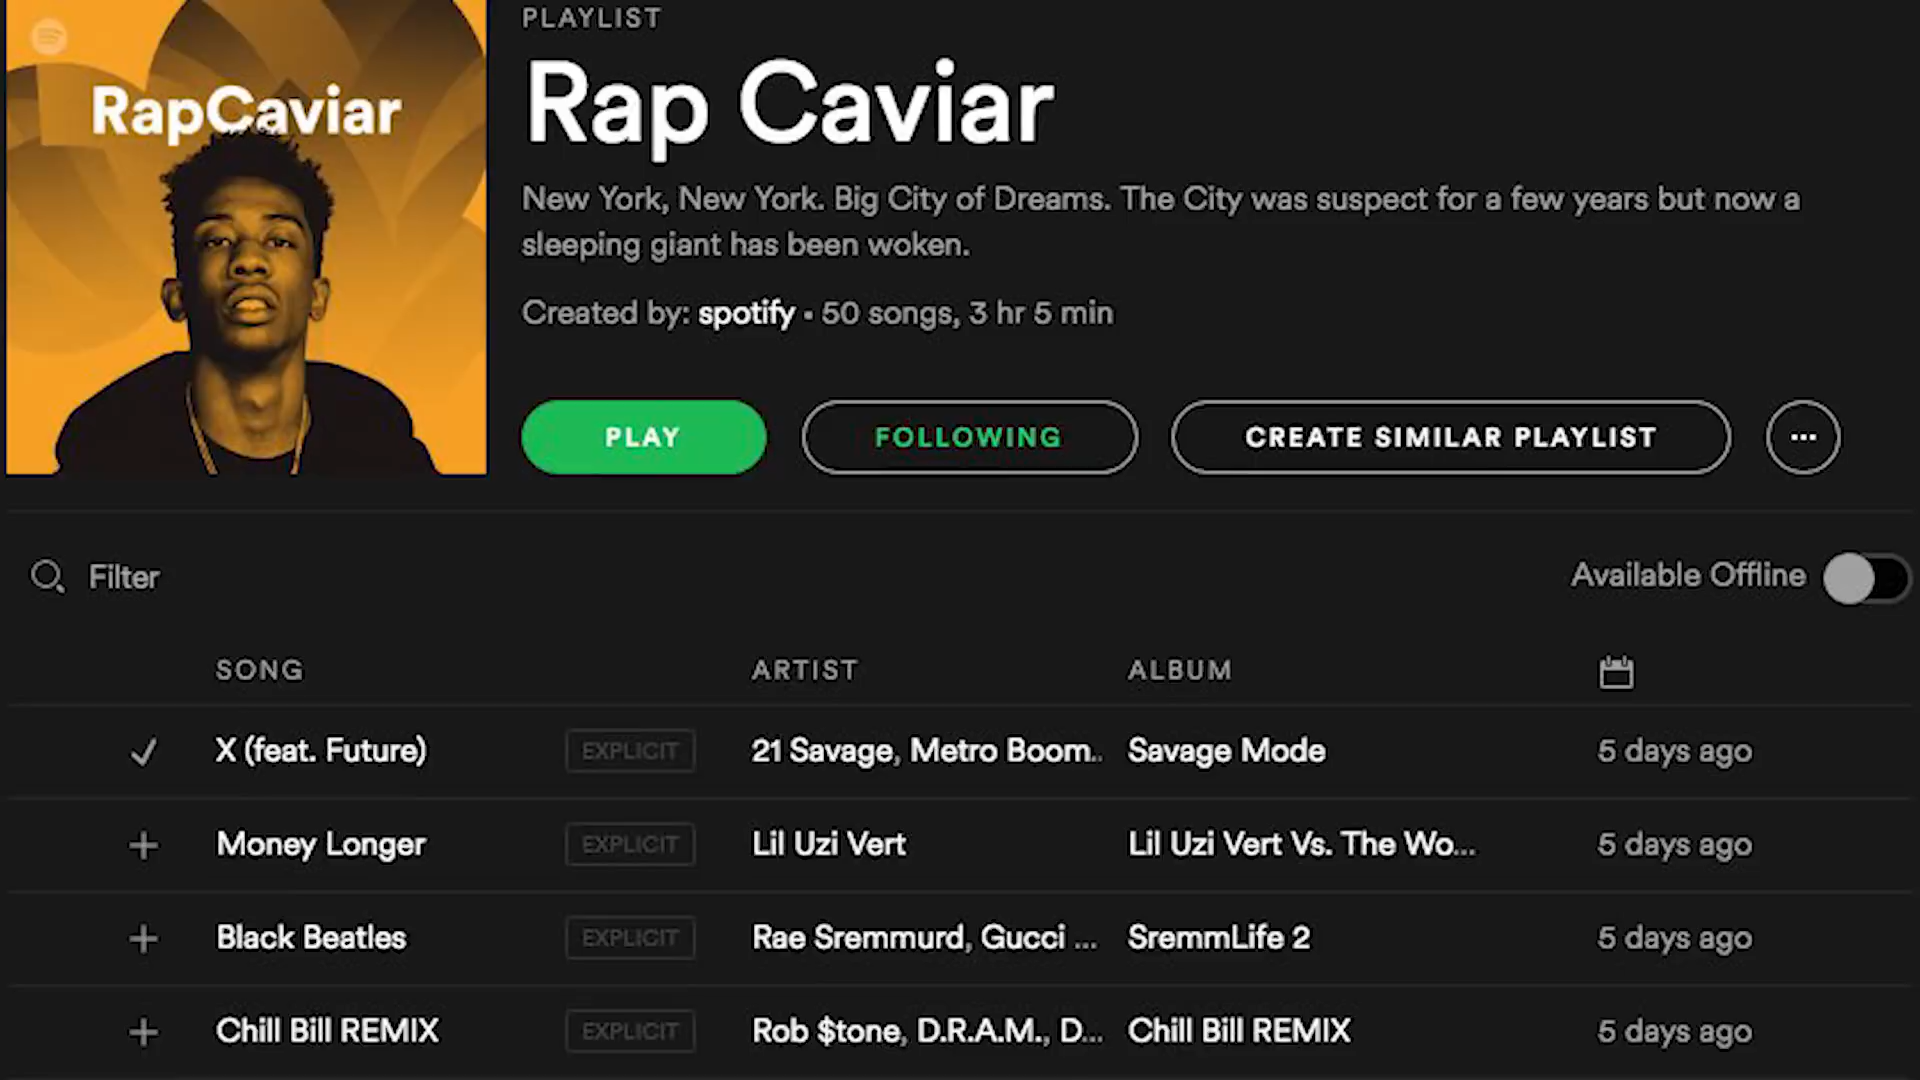 RapCaviar
PLAYLIST
Rap Caviar
New York, New York. Big City of Dreams. The City was suspect for a few years but now a
sleeping giant has been woken.
Created by: spotify • 50 songs, 3 hr 5 min
PLAY
FOLLOWING
CREATE SIMILAR PLAYLIST
Filter
Available Offline
SONG ARTIST ALBUM
X (feat. Future) EXPLICIT 21 Savage, Metro Boom.. Savage Mode 5 days ago
Money Longer EXPLICIT Lil Uzi Vert Lil Uzi Vert Vs. The Wo... 5 days ago
Black Beatles EXPLICIT Rae Sremmurd, Gucci ... SremmLife 2 5 days ago
Chill Bill REMIX EXPLICIT Rob $tone, D.R.A.M., D... Chill Bill REMIX 5 days ago